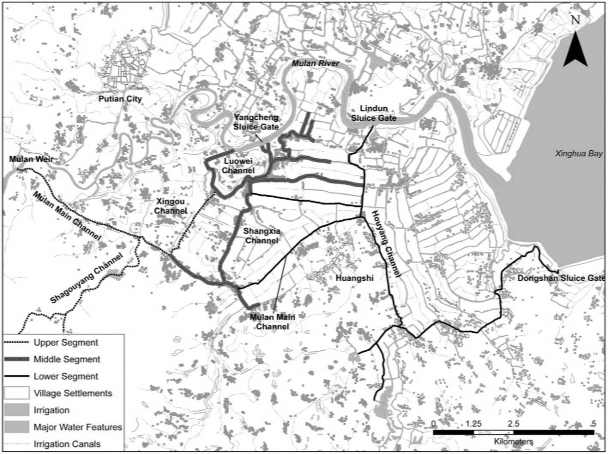 N
Mulan River
Putian City
Lindun
Sluice Gate
Yangcheng
Sluice Gate
Xinghua Bay
Mulan Weir
Luowei
Channel
Xingou
Channel
Mulan Main Channel
Shangxia
Channel
Houyang Channel
Shagouyang Channel
Huangshi
Dongshan Sluice Gate
Mulan Main
Channel
Upper Segment
Middle Segment
Lower Segment
Village Settlements
Irrigation
Major Water Features
Irrigation Canals
0 1.25 2.5 5
Kilometers